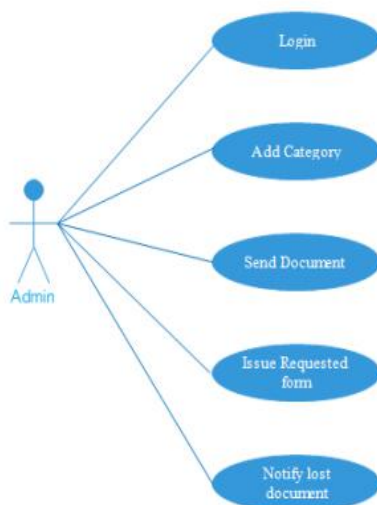 Login
Add Category
Send Document
Admin
Issue Requested
form
Notify lost
document